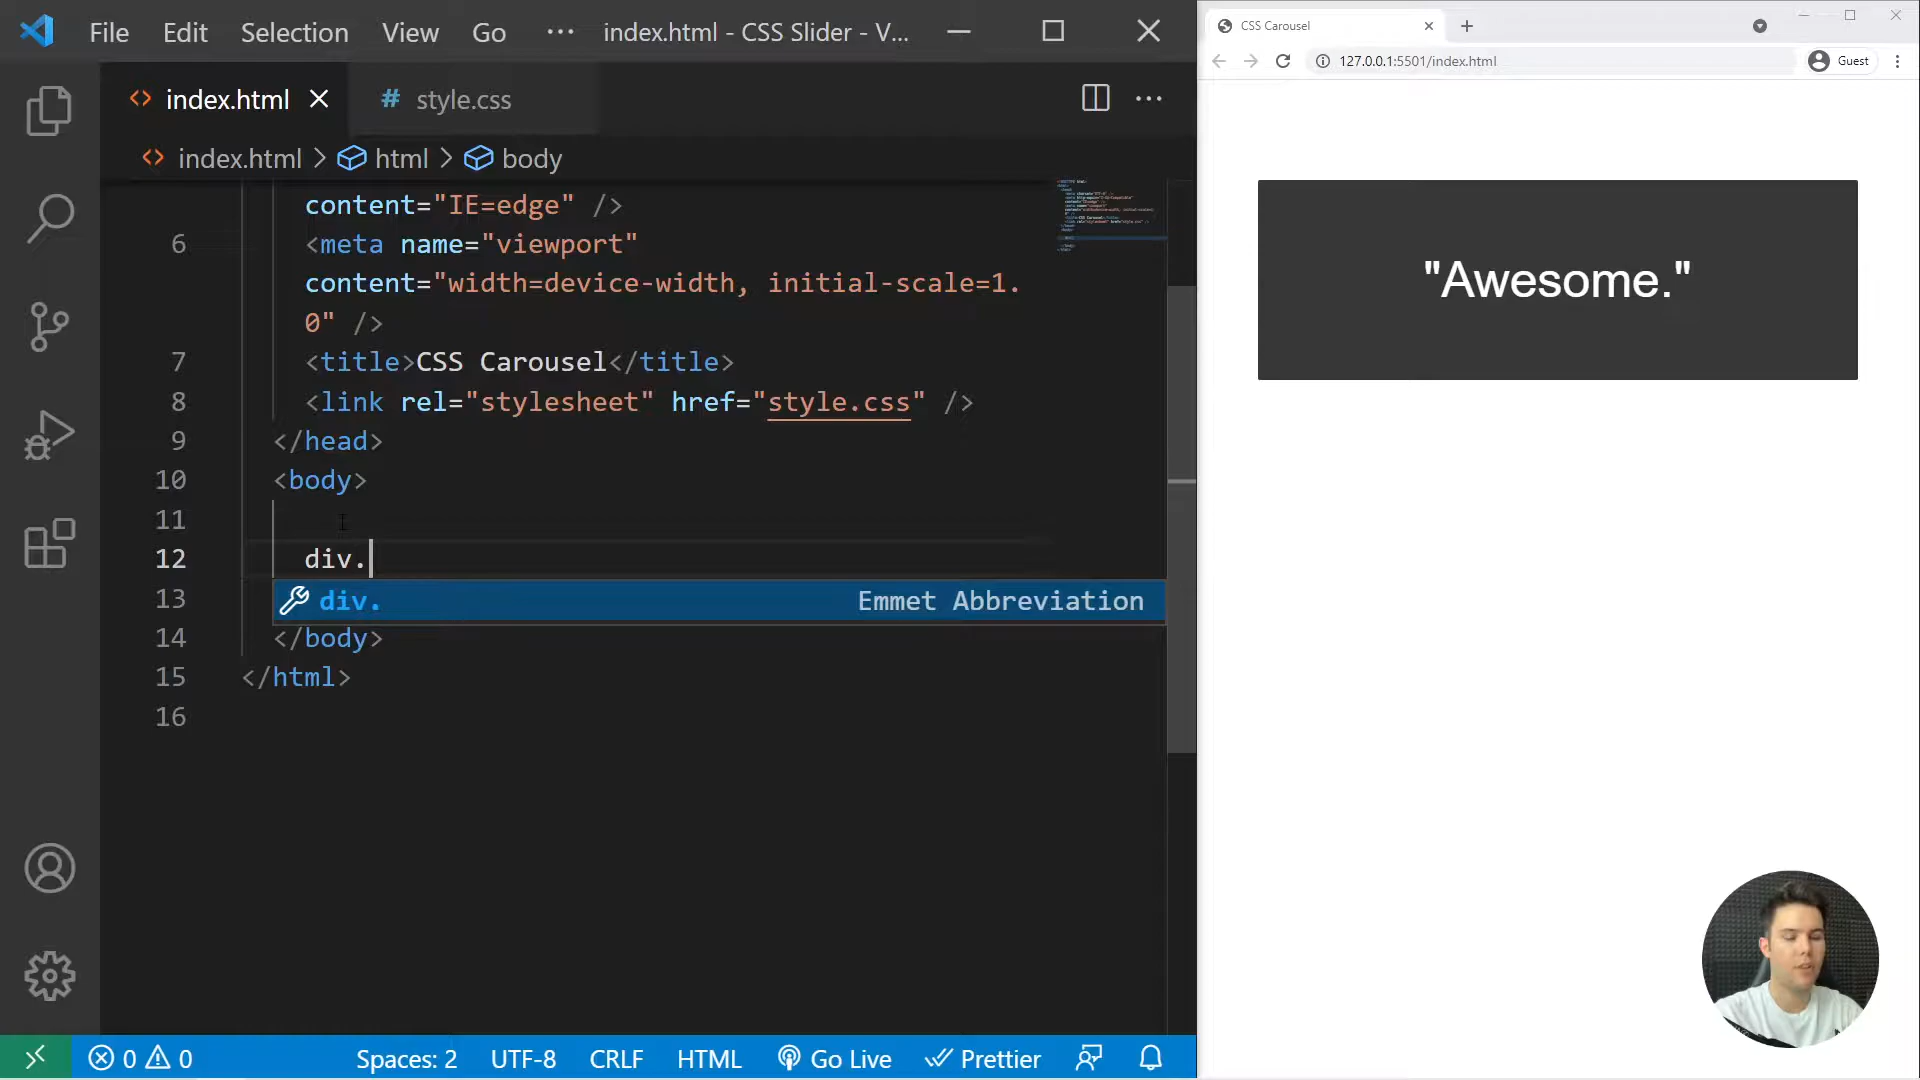 File Edit Selection View Go ··· index.html - CSS Slider - V...
index.html style.css
index.html > html > body
content="IE=edge" />
6 <meta name="viewport"
content="width=device-width, initial-scale=1.
0" />
7 <title>CSS Carousel</title>
8 <link rel="stylesheet" href="style.css" />
9 </head>
10 <body>
11
12 div.
13 div. Emmet Abbreviation
14 </body>
15 </html>
16
0 0 Spaces: 2 UTF-8 CRLF HTML Go Live Prettier
CSS Carousel
127.0.0.1:5501/index.html Guest
"Awesome."